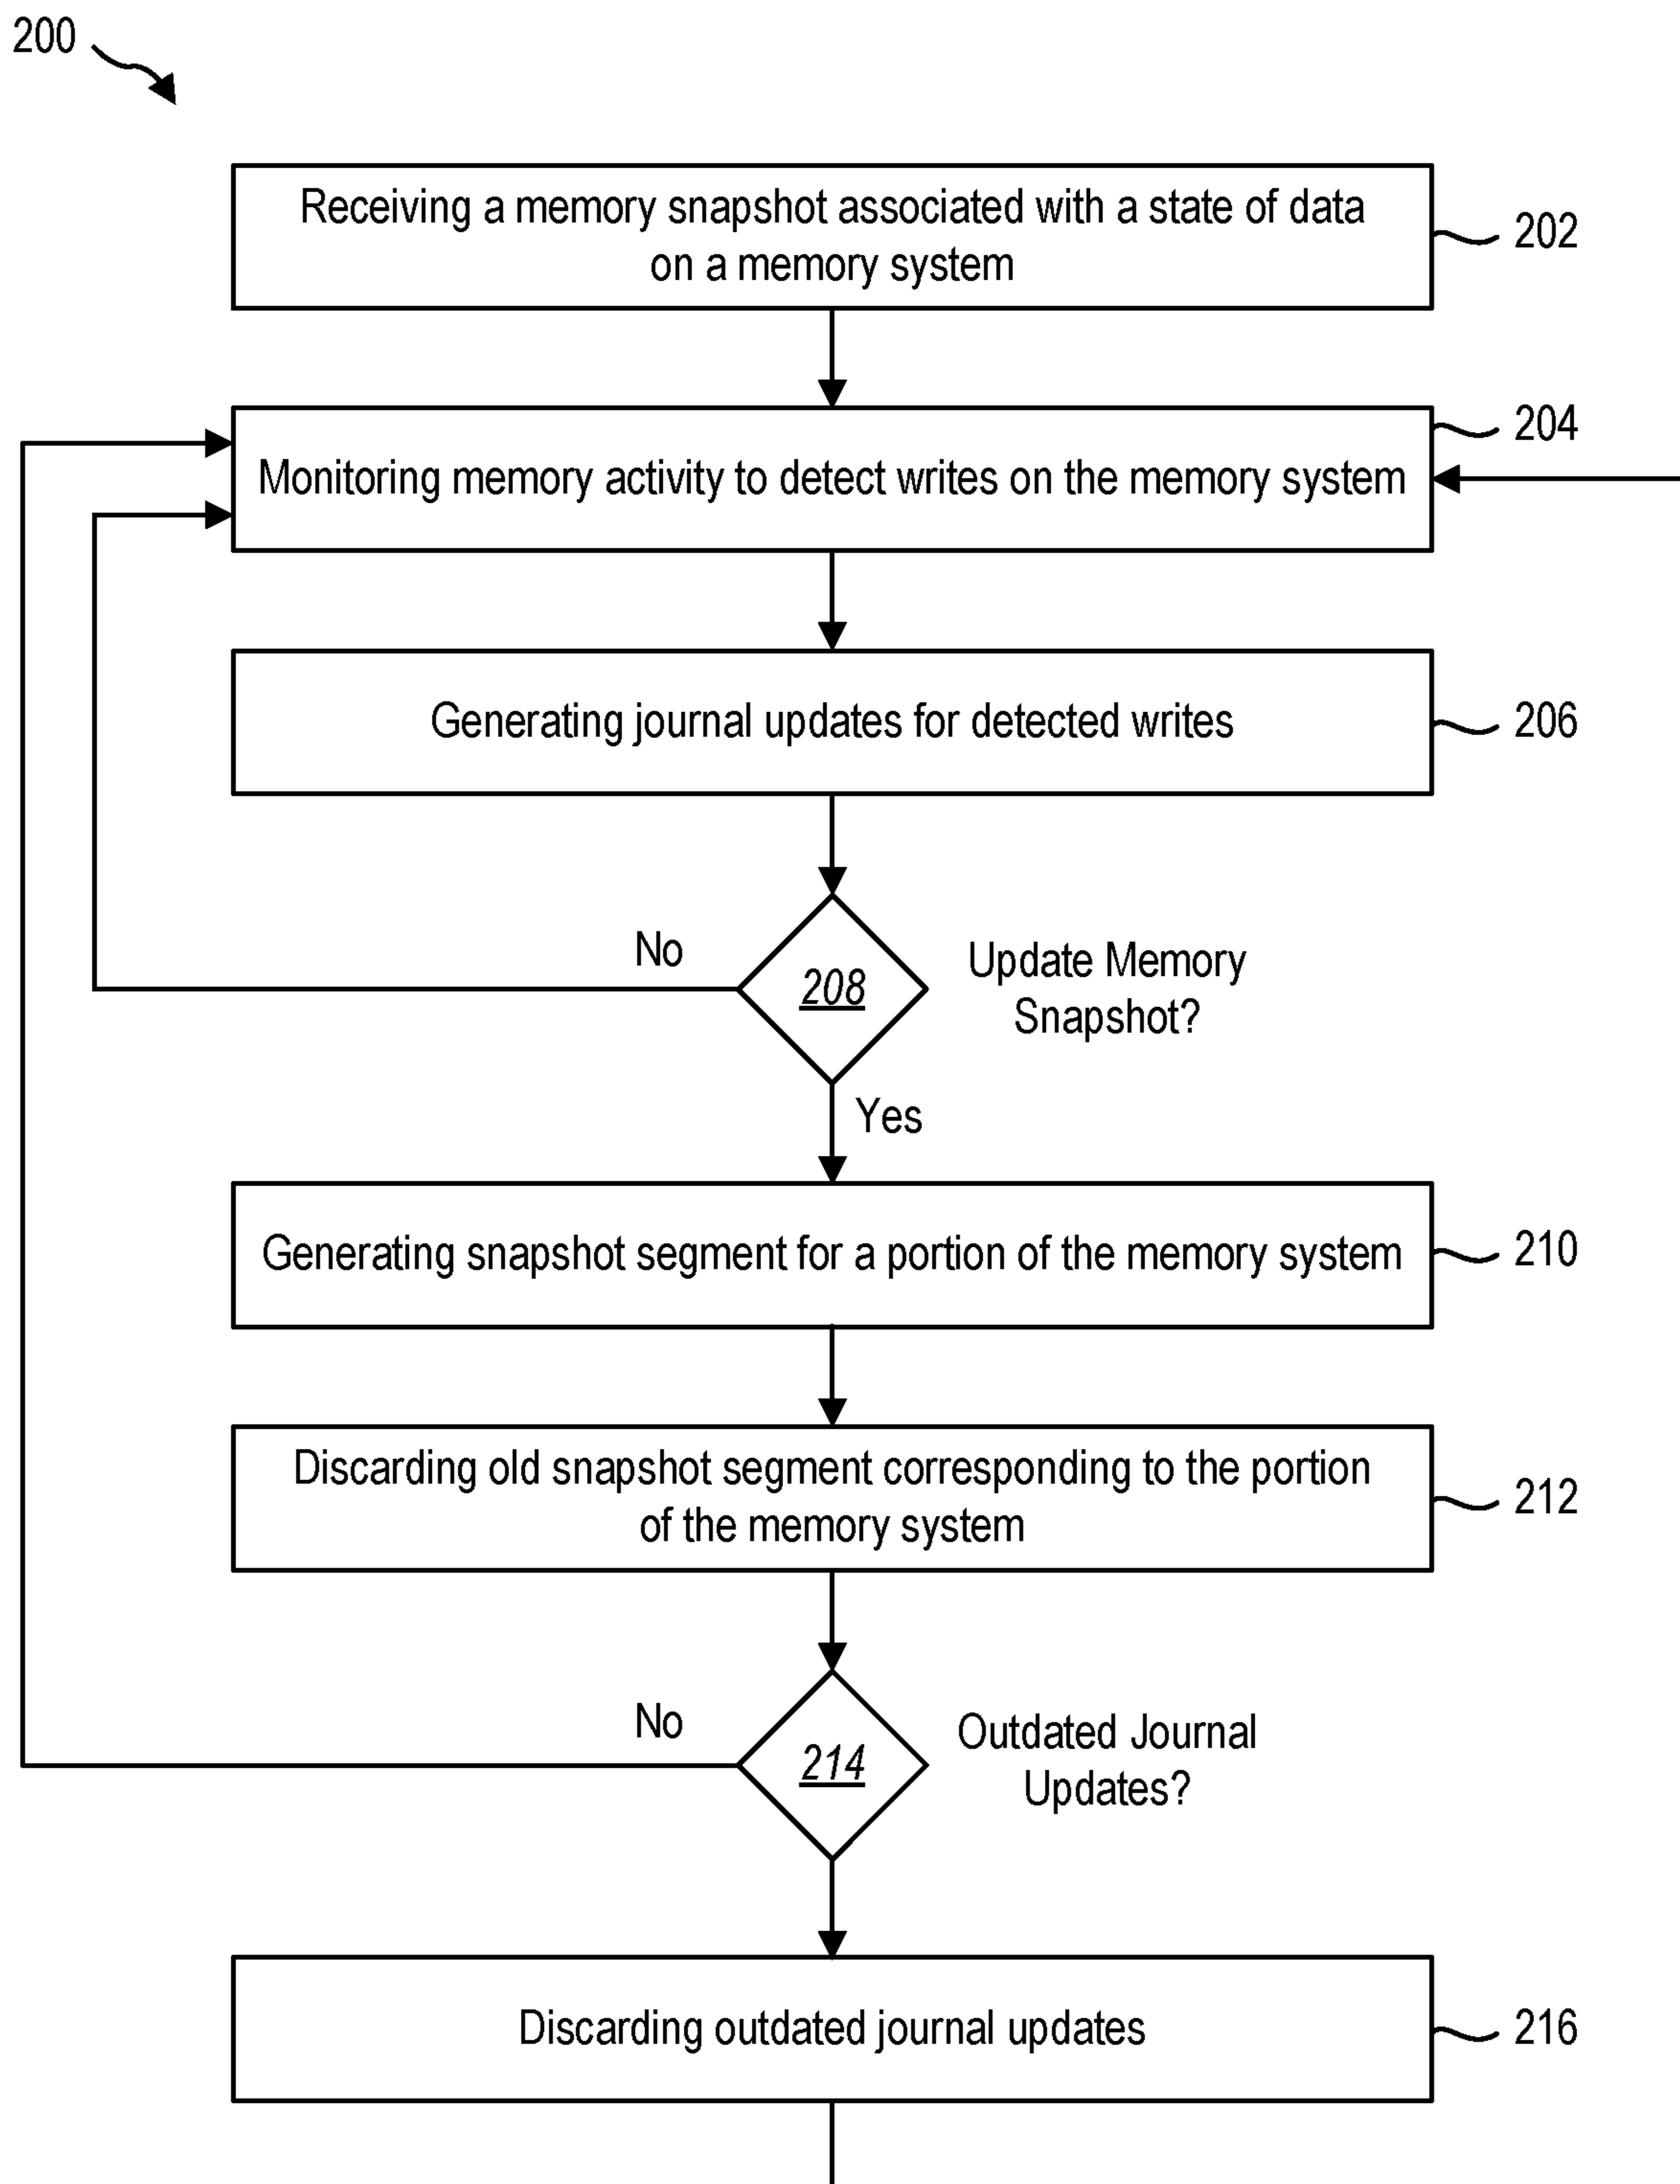 200
Receiving a memory snapshot associated with a state of data
on a memory system
202
204
Monitoring memory activity to detect writes on the memory system
Generating journal updates for detected writes
206
No
208
Update Memory
Snapshot?
Yes
Generating snapshot segment for a portion of the memory system
210
Discarding old snapshot segment corresponding to the portion
of the memory system
212
No
214
Outdated Journal
Updates?
Discarding outdated journal updates
216